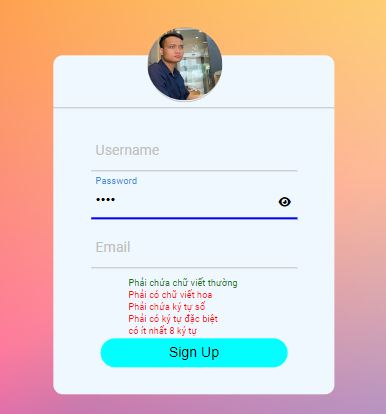 Username
Password
••••
Email
Phải chứa chữ viết thường
Phải có chữ viết hoa
Phải chứa ký tự số
Phải có ký tự đặc biệt
có ít nhất 8 ký tự
Sign Up